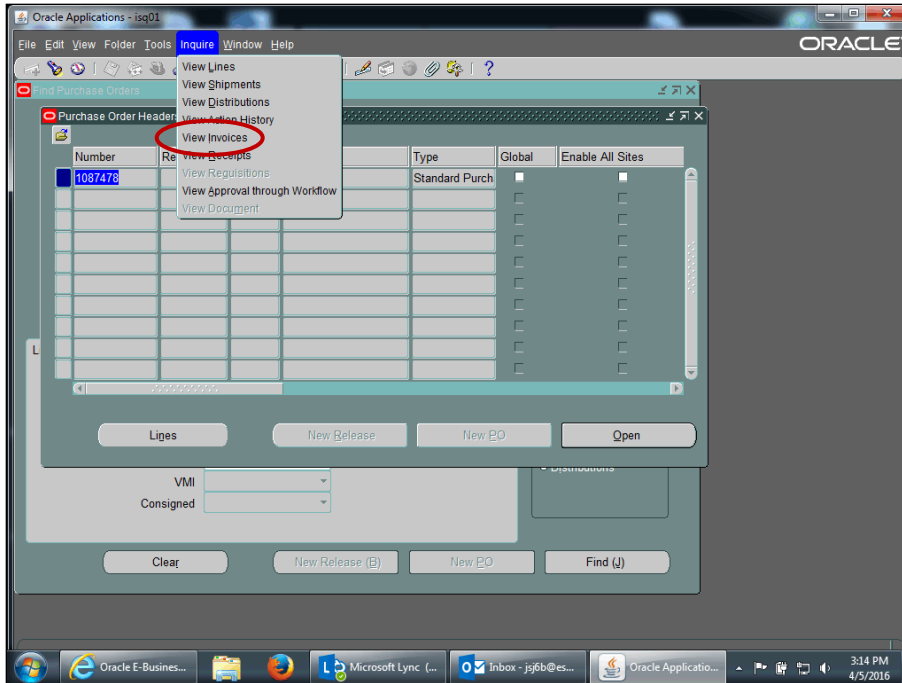 Oracle Applications - isq01
File Edit View Folder Tools Inquire Window Help
ORACLE
View Lines
View Shipments
View Distributions
View Action History
View Invoices
View Receipts
View Requisitions
View Approval through Workflow
View Document
Find Purchase Orders
Purchase Order Header
Number Re Type Global Enable All Sites
1087478 Standard Purch
L
Lines New Release New PO Open
Distributions
VMI
Consigned
Clear New Release (B) New PO Find (J)
Oracle E-Busines... Microsoft Lync (... Inbox - jsj6b@es... Oracle Applicatio... 3:14 PM
4/5/2016